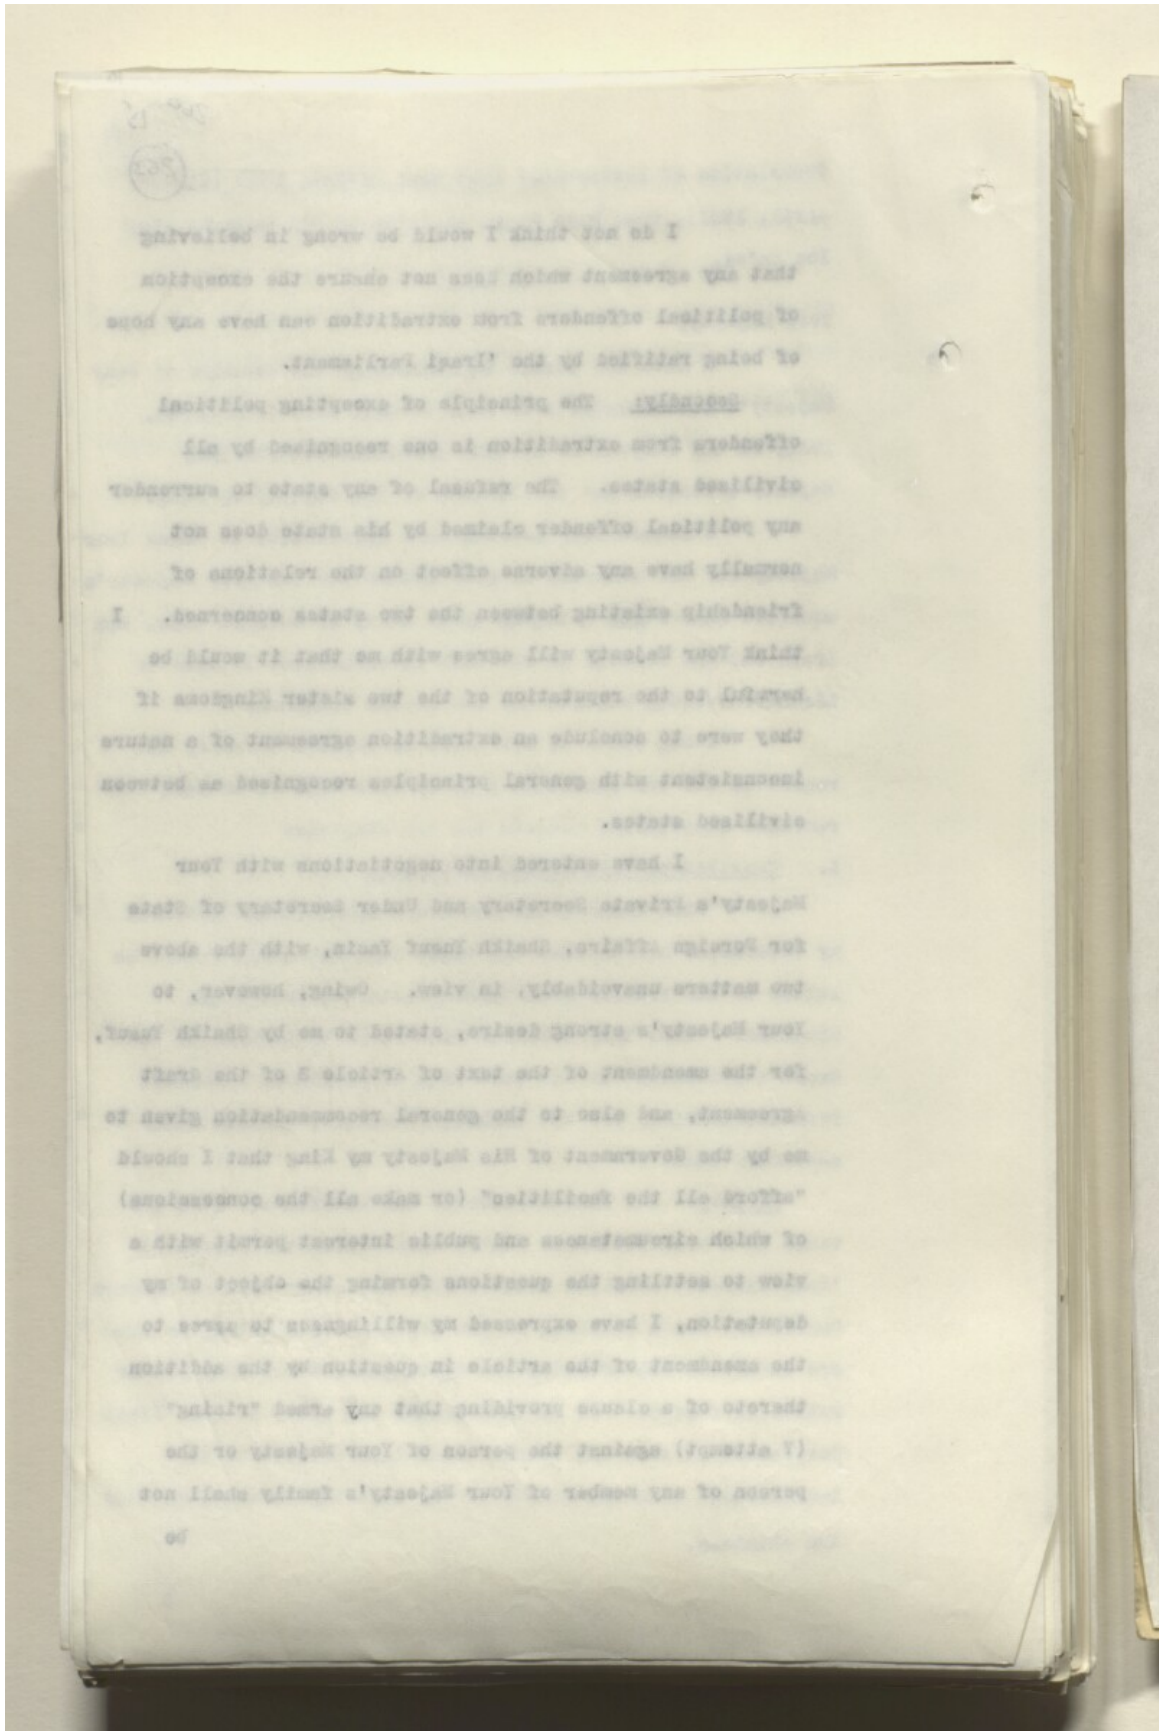 I do not think I would be wrong in believing
that any agreement which does not ensure the exception
of political offenders from extradition can have any hope
of being ratified by the 'Iraqi Parliament.
Secondly: The principle of excepting political
offenders from extradition is one recognised by all
civilised states. The refusal of any state to surrender
any political offender claimed by his state does not
normally have any adverse effect on the relations of
friendship existing between the two states concerned. I
think Your Majesty will agree with me that it would be
harmful to the reputation of the two sister Kingdoms if
they were to conclude an extradition agreement of a nature
inconsistent with general principles recognised as between
civilised states.
I have entered into negotiations with Your
Majesty's Private Secretary and Under Secretary of State
for Foreign Affairs, Shaikh Yusuf Yasin, with the above
two matters unavoidably, in view. Owing, however, to
Your Majesty's strong desire, stated to me by Shaikh Yusuf,
for the amendment of the text of Article 3 of the draft
Agreement, and also to the general recommendation given to
me by the Government of His Majesty my King that I should
"afford all the facilities" (or make all the concessions)
of which circumstances and public interest permit with a
view to settling the questions forming the object of my
deputation, I have expressed my willingness to agree to
the amendment of the article in question by the addition
thereto of a clause providing that any armed "rising"
(? attempt) against the person of Your Majesty or the
person of any member of Your Majesty's family shall not
be